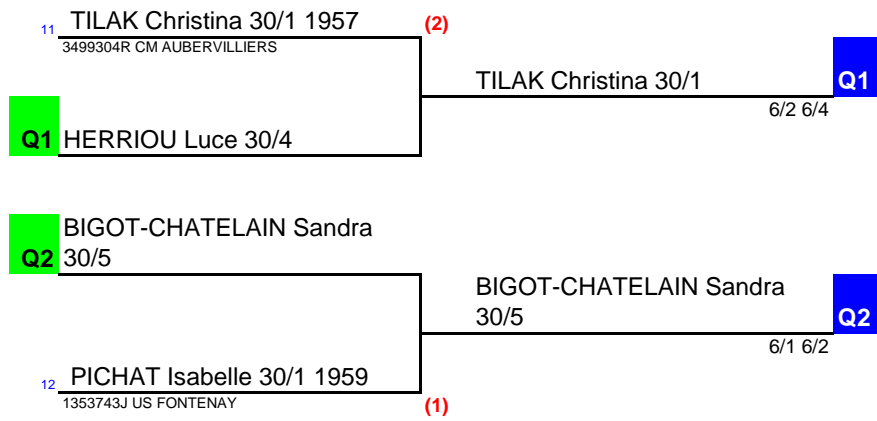 11 TILAK Christina 30/1 1957 (2)
3499304R CM AUBERVILLIERS
TILAK Christina 30/1 Q1
6/2 6/4
Q1 HERRIOU Luce 30/4
BIGOT-CHATELAIN Sandra
Q2 30/5
BIGOT-CHATELAIN Sandra
30/5 Q2
6/1 6/2
12 PICHAT Isabelle 30/1 1959
1353743J US FONTENAY (1)